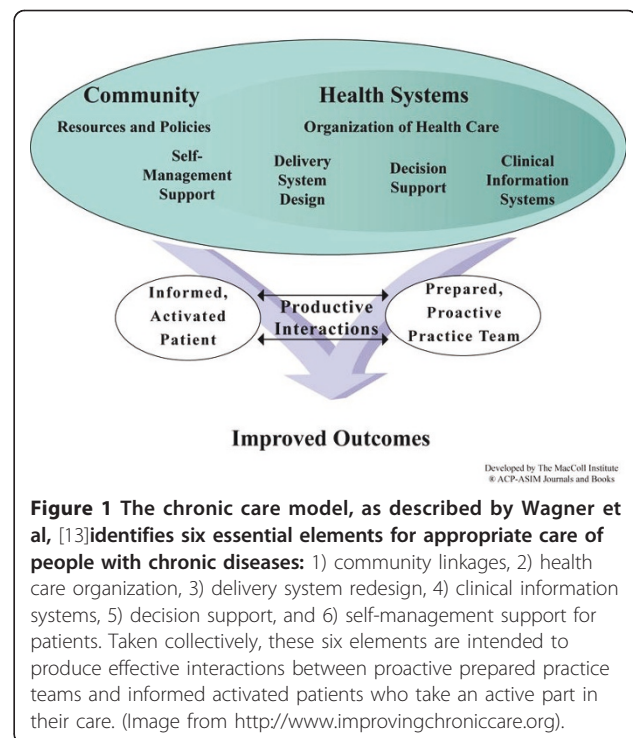 Community
Health Systems
Resources and Policies
Organization of Health Care
Self-
Management
Support
Delivery
System
Design
Decision
Support
Clinical
Information
Systems
Informed,
Activated
Patient
Productive
Interactions
Prepared,
Proactive
Practice Team
Improved Outcomes
Developed by The MacColl Institute
® ACP-ASIM Journals and Books
Figure 1 The chronic care model, as described by Wagner et
al, [13]identifies six essential elements for appropriate care of
people with chronic diseases: 1) community linkages, 2) health
care organization, 3) delivery system redesign, 4) clinical information
systems, 5) decision support, and 6) self-management support for
patients. Taken collectively, these six elements are intended to
produce effective interactions between proactive prepared practice
teams and informed activated patients who take an active part in
their care. (Image from http://www.improvingchroniccare.org).